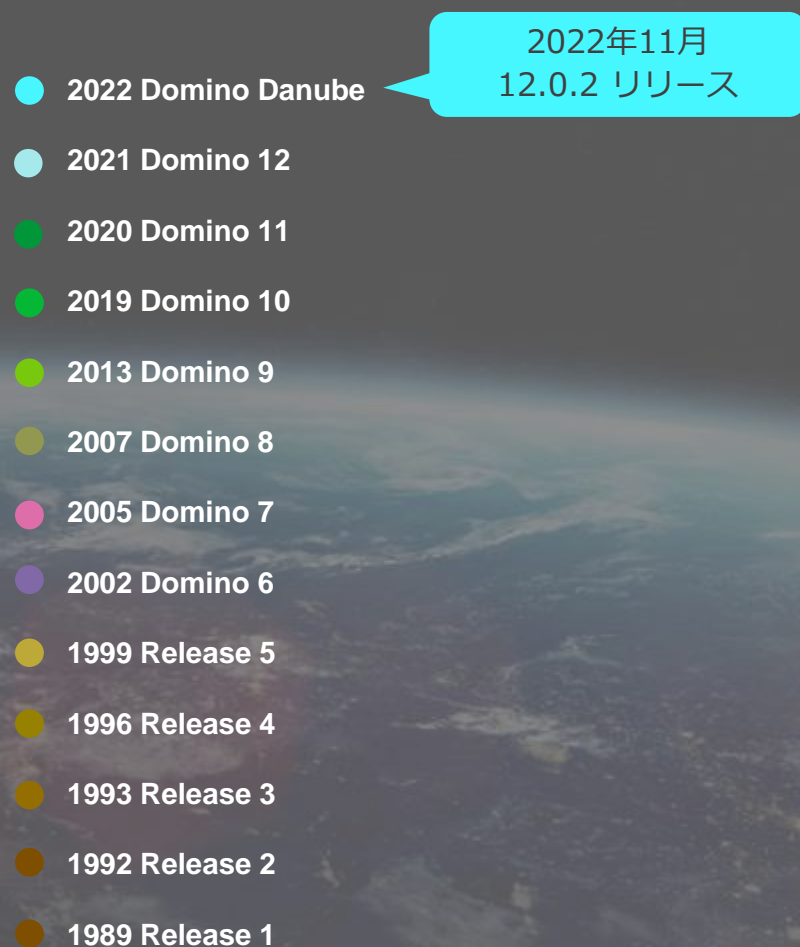 2022年11月
12.0.2 リリース
2022 Domino Danube
2021 Domino 12
2020 Domino 11
2019 Domino 10
2013 Domino 9
2007 Domino 8
2005 Domino 7
2002 Domino 6
1999 Release 5
1996 Release 4
1993 Release 3
1992 Release 2
1989 Release 1